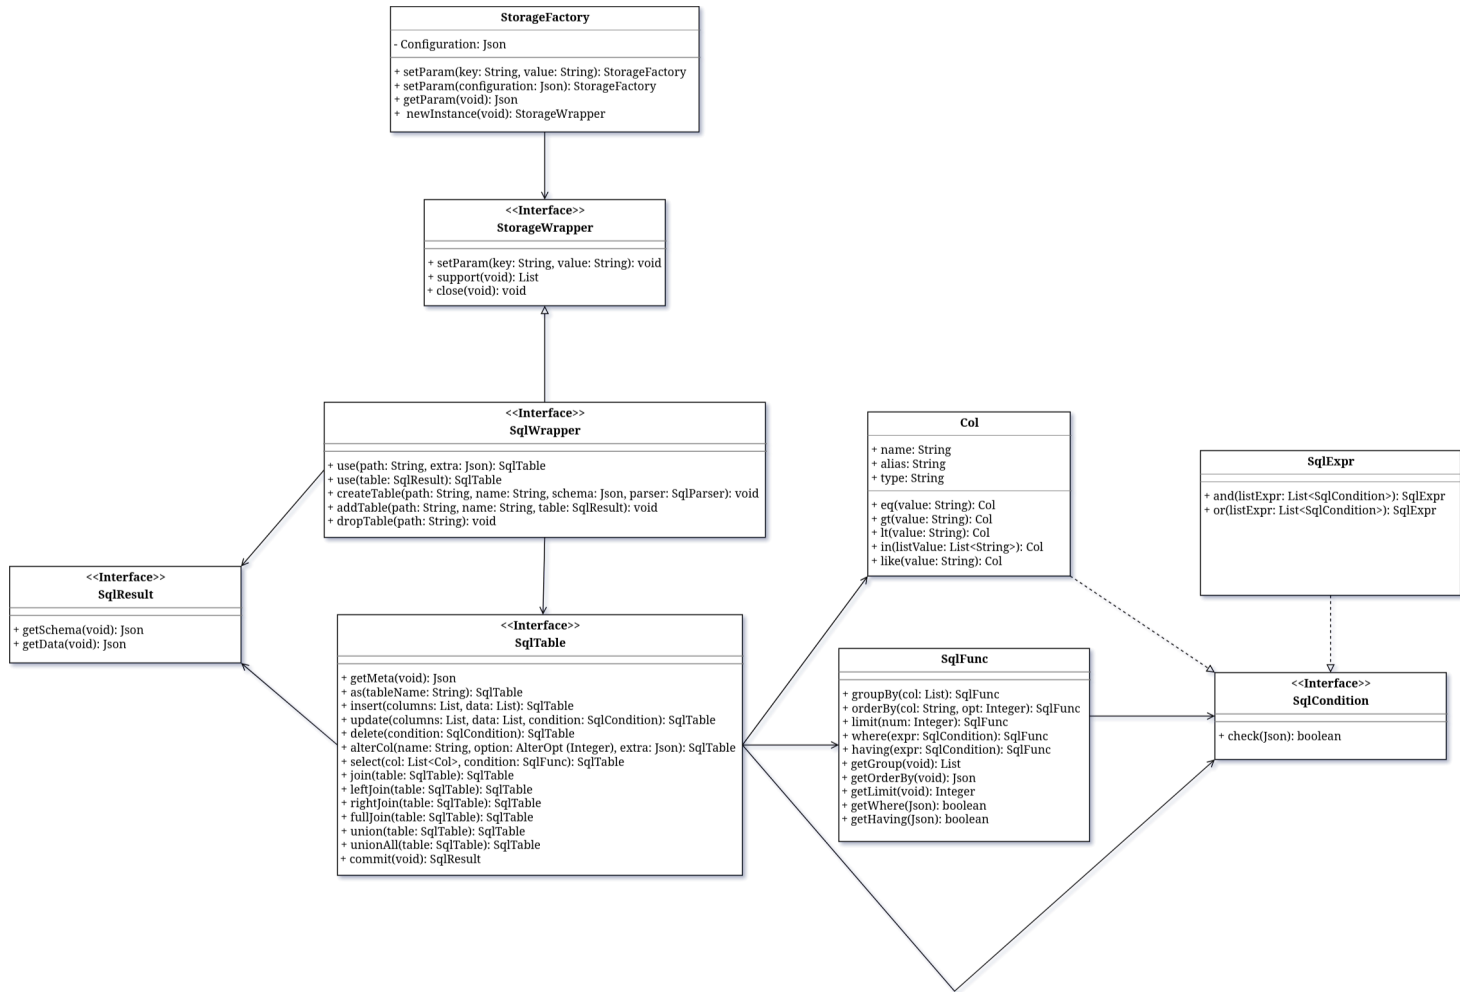 StorageFactory
- Configuration: Json
+ setParam(key: String, value: String): StorageFactory
+ setParam(configuration: Json): StorageFactory
+ getParam(void): Json
+ newInstance(void): StorageWrapper
<<Interface>>
StorageWrapper
+ setParam(key: String, value: String): void
+ support(void): List
+ close(void): void
<<Interface>>
SqlWrapper
+ use(path: String, extra: Json): SqlTable
+ use(table: SqlResult): SqlTable
+ createTable(path: String, name: String, schema: Json, parser: SqlParser): void
+ addTable(path: String, name: String, table: SqlResult): void
+ dropTable(path: String): void
Col
+ name: String
+ alias: String
+ type: String
+ eq(value: String): Col
+ gt(value: String): Col
+ lt(value: String): Col
+ in(listValue: List<String>): Col
+ like(value: String): Col
SqlExpr
+ and(listExpr: List<SqlCondition>): SqlExpr
+ or(listExpr: List<SqlCondition>): SqlExpr
<<Interface>>
SqlResult
+ getSchema(void): Json
+ getData(void): Json
<<Interface>>
SqlTable
+ getMeta(void): Json
+ as(tableName: String): SqlTable
+ insert(columns: List, data: List): SqlTable
+ update(columns: List, data: List, condition: SqlCondition): SqlTable
+ delete(condition: SqlCondition): SqlTable
+ alterCol(name: String, option: AlterOpt (Integer), extra: Json): SqlTable
+ select(col: List<Col>, condition: SqlFunc): SqlTable
+ join(table: SqlTable): SqlTable
+ leftJoin(table: SqlTable): SqlTable
+ rightJoin(table: SqlTable): SqlTable
+ fullJoin(table: SqlTable): SqlTable
+ union(table: SqlTable): SqlTable
+ unionAll(table: SqlTable): SqlTable
+ commit(void): SqlResult
SqlFunc
+ groupBy(col: List): SqlFunc
+ orderBy(col: String, opt: Integer): SqlFunc
+ limit(num: Integer): SqlFunc
+ where(expr: SqlCondition): SqlFunc
+ having(expr: SqlCondition): SqlFunc
+ getGroup(void): List
+ getOrderBy(void): Json
+ getLimit(void): Integer
+ getWhere(Json): boolean
+ getHaving(Json): boolean
<<Interface>>
SqlCondition
+ check(Json): boolean